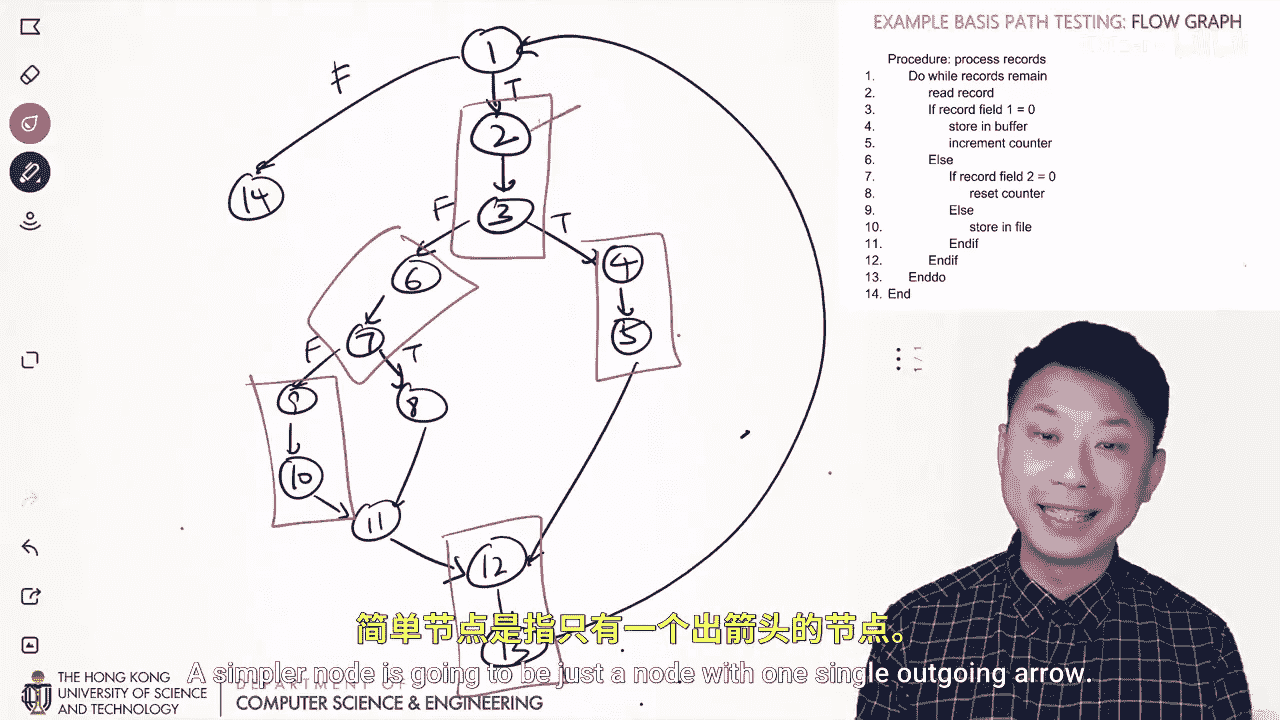 EXAMPLE BASIS PATH TESTING: FLOW GRAPH
Procedure: process records
1. Do while records remain
2. read record
3. If record field 1 = 0
4. store in buffer
5. increment counter
6. Else
7. If record field 2 = 0
8. reset counter
9. Else
10. store in file
11. Endif
12. Endif
13. Enddo
14. End
1
F
T
2
14
3
F
T
6
4
7
5
F
T
9
8
10
11
12
13
1 / 1
简单节点是指只有一个出箭头的节点。
A simpler node is going to be just a node with one single outgoing arrow.
THE HONG KONG
UNIVERSITY OF SCIENCE
AND TECHNOLOGY
COMPUTER SCIENCE & ENGINEERING